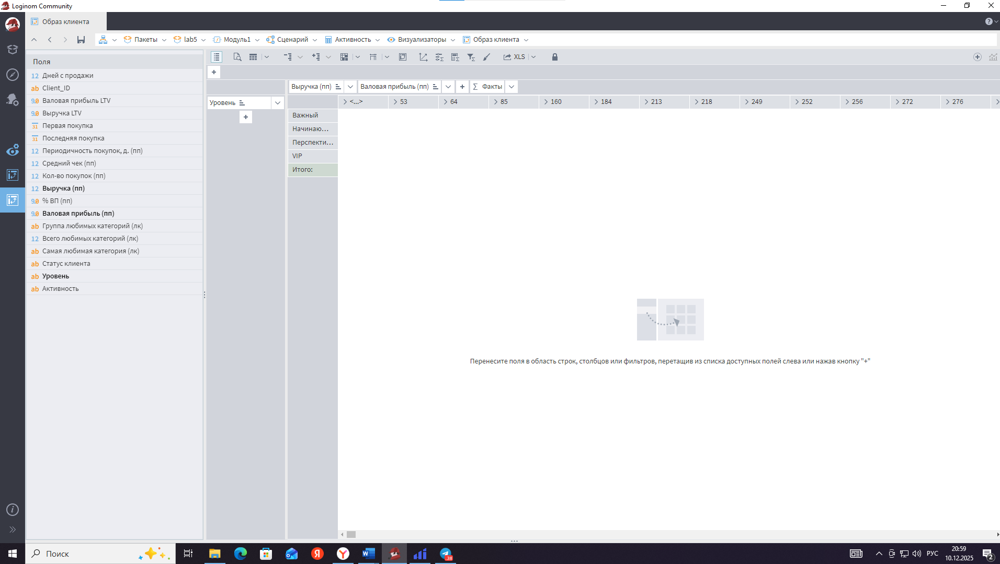 Loginom Community
Образ клиента
Пакеты lab5 Модуль1 Сценарий Активность Визуализаторы Образ клиента
Поля
XLS
12 Дней с продажи
ab Client_ID
9.0 Валовая прибыль LTV
9.0 Выручка LTV
31 Первая покупка
31 Последняя покупка
12 Периодичность покупок, д. (пп)
12 Средний чек (пп)
12 Кол-во покупок (пп)
12 Выручка (пп)
9.0 % ВП (пп)
9.0 Валовая прибыль (пп)
ab Группа любимых категорий (лк)
12 Всего любимых категорий (лк)
ab Самая любимая категория (лк)
ab Статус клиента
ab Уровень
ab Активность
+
Выручка (пп) Валовая прибыль (пп) + Σ Факты
Уровень
+
<...> 53 64 85 160 184 213 218 249 252 256 272 276
Важный
Начинаю...
Перспекти...
VIP
Итого:
Перенесите поля в область строк, столбцов или фильтров, перетащив из списка доступных полей слева или нажав кнопку "+"
Поиск
Я
38
РУС
20:59
10.12.2025
2